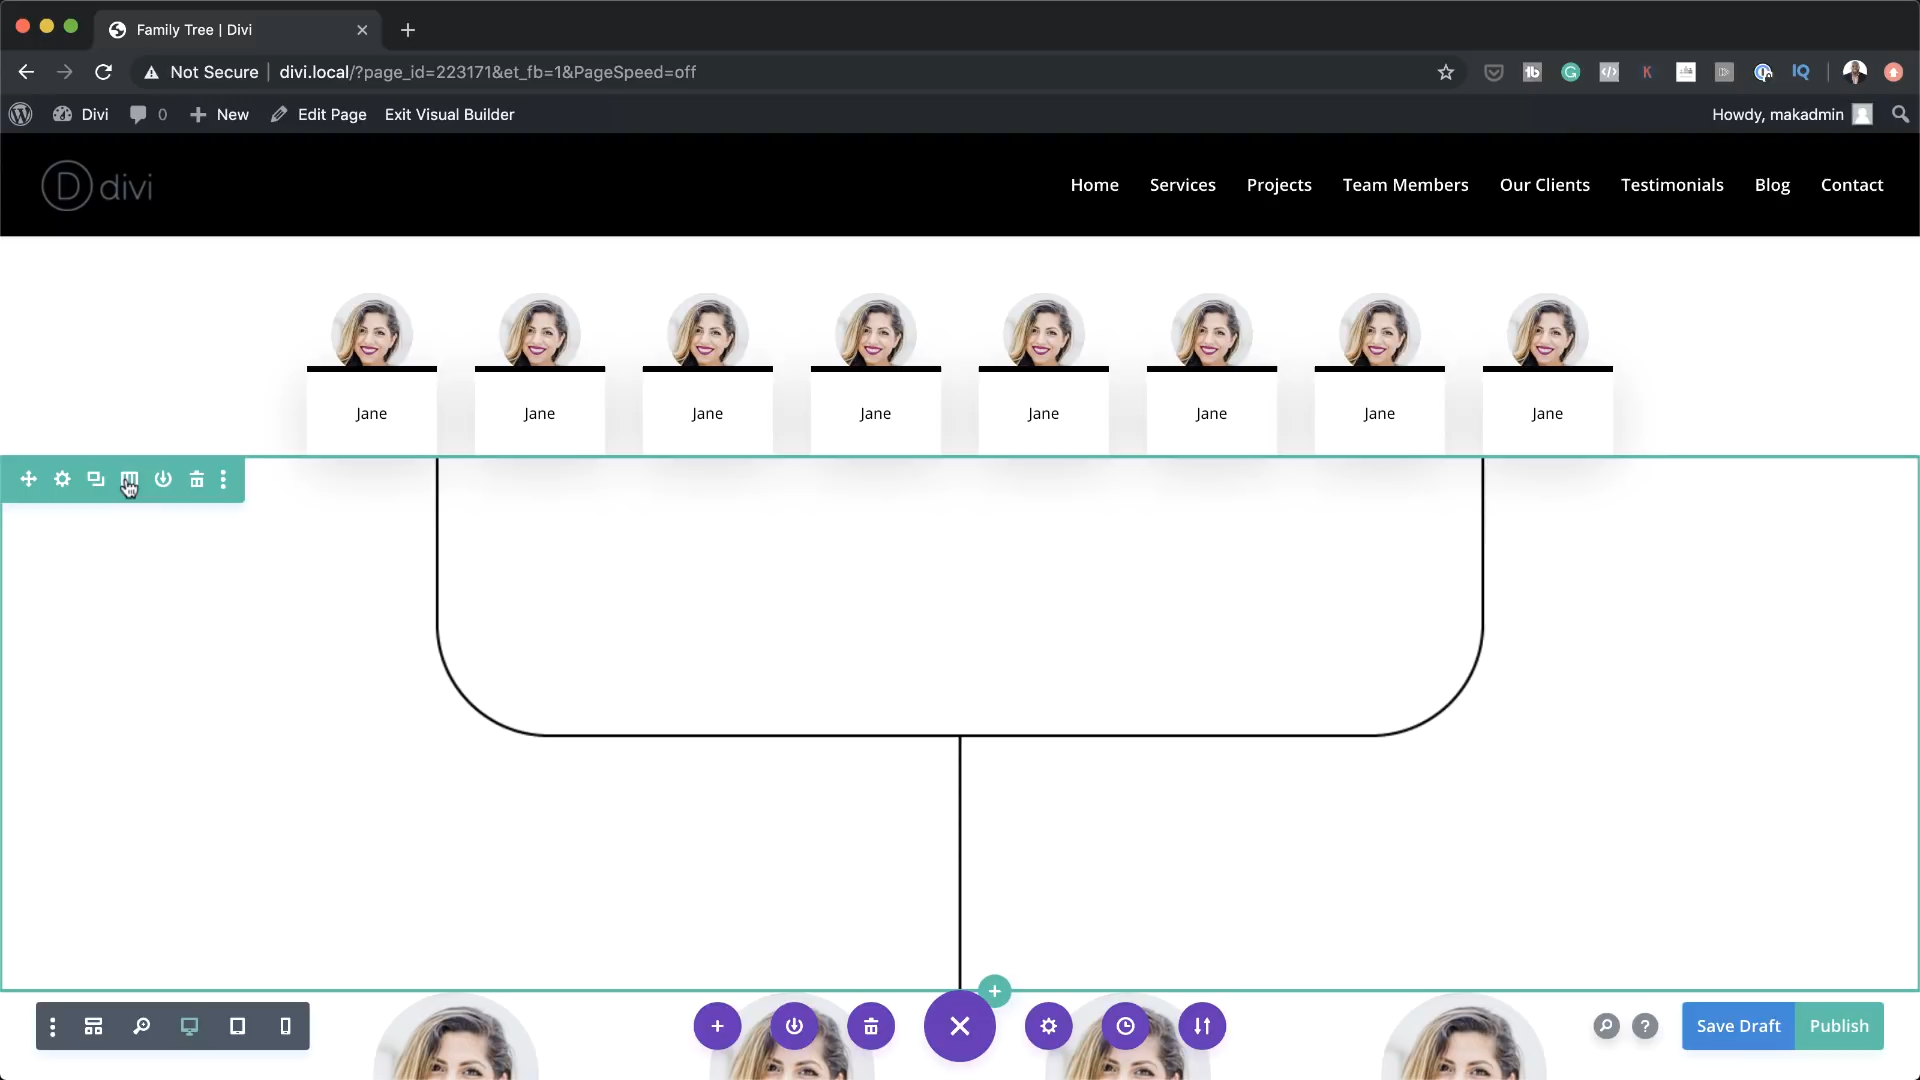 Family Tree | Divi
Not Secure | divi.local/?page_id=223171&et_fb=1&PageSpeed=off
tb
G
</>
K
IQ
Divi 0 New Edit Page Exit Visual Builder
Howdy, makadmin
D divi
Home Services Projects Team Members Our Clients Testimonials Blog Contact
Jane Jane Jane Jane Jane Jane Jane Jane
Save Draft Publish